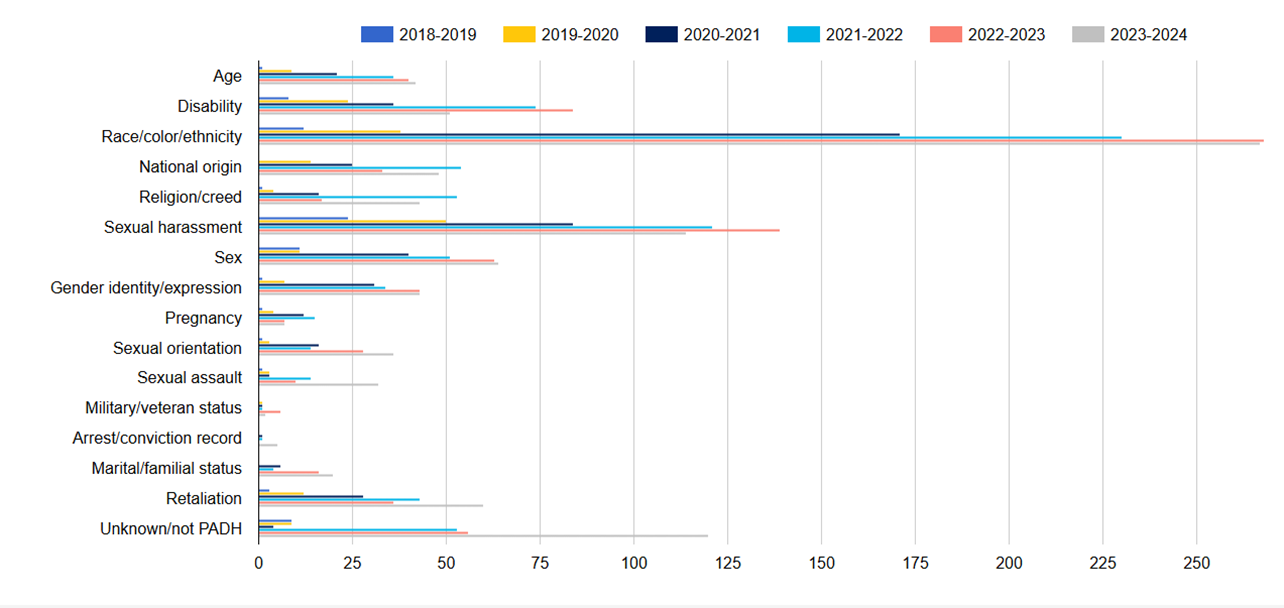 2018-2019 2019-2020 2020-2021 2021-2022 2022-2023 2023-2024
Age
Disability
Race/color/ethnicity
National origin
Religion/creed
Sexual harassment
Sex
Gender identity/expression
Pregnancy
Sexual orientation
Sexual assault
Military/veteran status
Arrest/conviction record
Marital/familial status
Retaliation
Unknown/not PADH
0 25 50 75 100 125 150 175 200 225 250